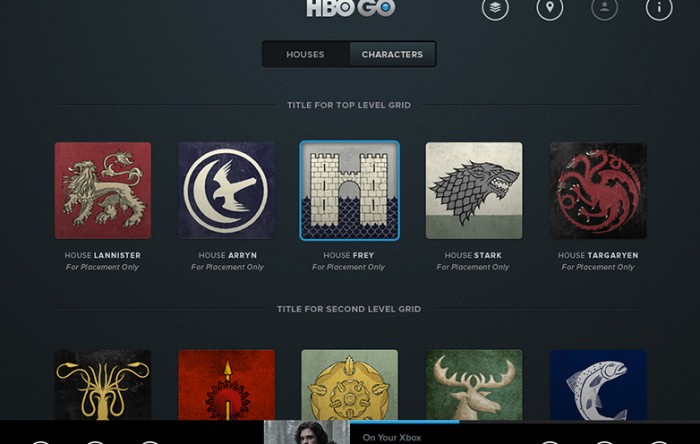 HBO GO
HOUSES
CHARACTERS
TITLE FOR TOP LEVEL GRID
HOUSE LANNISTER
For Placement Only
HOUSE ARRYN
For Placement Only
HOUSE FREY
For Placement Only
HOUSE STARK
For Placement Only
HOUSE TARGARYEN
For Placement Only
TITLE FOR SECOND LEVEL GRID
On Your Xbox